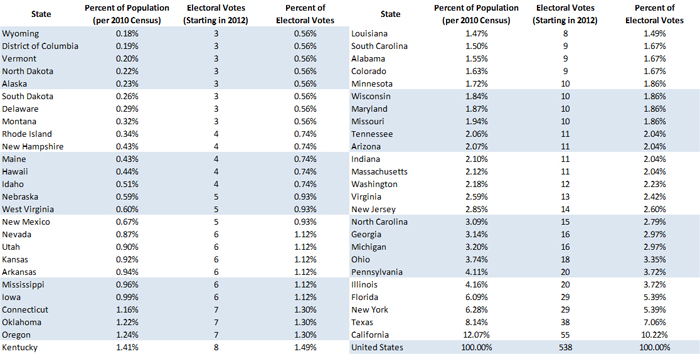 State Percent of Population (per 2010 Census) Electoral Votes (Starting in 2012) Percent of Electoral Votes
Wyoming 0.18% 3 0.56%
District of Columbia 0.19% 3 0.56%
Vermont 0.20% 3 0.56%
North Dakota 0.22% 3 0.56%
Alaska 0.23% 3 0.56%
South Dakota 0.26% 3 0.56%
Delaware 0.29% 3 0.56%
Montana 0.32% 3 0.56%
Rhode Island 0.34% 4 0.74%
New Hampshire 0.43% 4 0.74%
Maine 0.43% 4 0.74%
Hawaii 0.44% 4 0.74%
Idaho 0.51% 4 0.74%
Nebraska 0.59% 5 0.93%
West Virginia 0.60% 5 0.93%
New Mexico 0.67% 5 0.93%
Nevada 0.87% 6 1.12%
Utah 0.90% 6 1.12%
Kansas 0.92% 6 1.12%
Arkansas 0.94% 6 1.12%
Mississippi 0.96% 6 1.12%
Iowa 0.99% 6 1.12%
Connecticut 1.16% 7 1.30%
Oklahoma 1.22% 7 1.30%
Oregon 1.24% 7 1.30%
Kentucky 1.41% 8 1.49%
State Percent of Population (per 2010 Census) Electoral Votes (Starting in 2012) Percent of Electoral Votes
Louisiana 1.47% 8 1.49%
South Carolina 1.50% 9 1.67%
Alabama 1.55% 9 1.67%
Colorado 1.63% 9 1.67%
Minnesota 1.72% 10 1.86%
Wisconsin 1.84% 10 1.86%
Maryland 1.87% 10 1.86%
Missouri 1.94% 10 1.86%
Tennessee 2.06% 11 2.04%
Arizona 2.07% 11 2.04%
Indiana 2.10% 11 2.04%
Massachusetts 2.12% 11 2.04%
Washington 2.18% 12 2.23%
Virginia 2.59% 13 2.42%
New Jersey 2.85% 14 2.60%
North Carolina 3.09% 15 2.79%
Georgia 3.14% 16 2.97%
Michigan 3.20% 16 2.97%
Ohio 3.74% 18 3.35%
Pennsylvania 4.11% 20 3.72%
Illinois 4.16% 20 3.72%
Florida 6.09% 29 5.39%
New York 6.28% 29 5.39%
Texas 8.14% 38 7.06%
California 12.07% 55 10.22%
United States 100.00% 538 100.00%